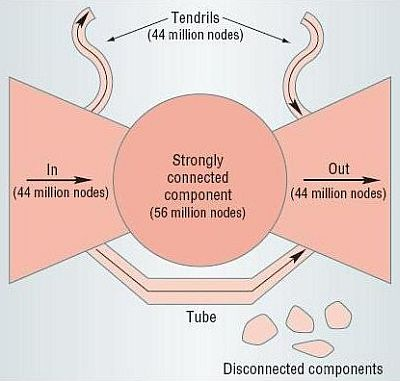 Tendrils
(44 million nodes)
In
(44 million nodes)
Strongly
connected
component
(56 million nodes)
Out
(44 million nodes)
Tube
Disconnected components